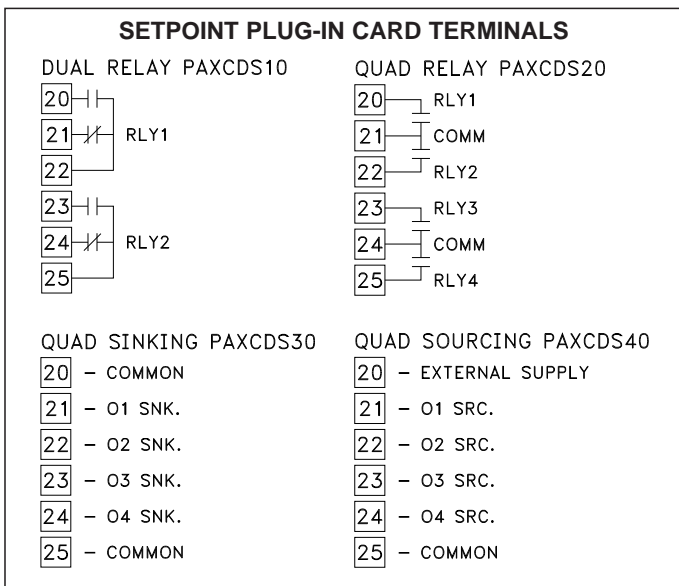 SETPOINT PLUG-IN CARD TERMINALS
DUAL RELAY PAXCDS10
20
21 RLY1
22
23
24 RLY2
25
QUAD RELAY PAXCDS20
20 RLY1
21 COMM
22 RLY2
23 RLY3
24 COMM
25 RLY4
QUAD SINKING PAXCDS30
20 - COMMON
21 - O1 SNK.
22 - O2 SNK.
23 - O3 SNK.
24 - O4 SNK.
25 - COMMON
QUAD SOURCING PAXCDS40
20 - EXTERNAL SUPPLY
21 - O1 SRC.
22 - O2 SRC.
23 - O3 SRC.
24 - O4 SRC.
25 - COMMON